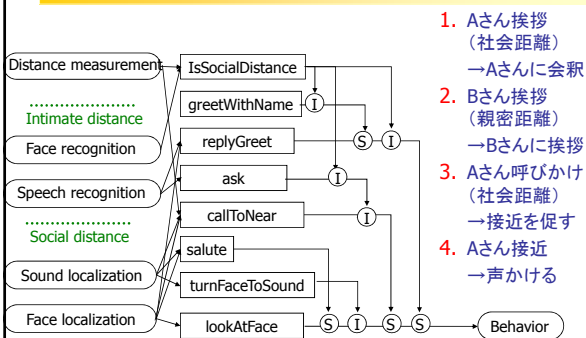 Distance measurement
Intimate distance
Face recognition
Speech recognition
Social distance
Sound localization
Face localization
IsSocialDistance
greetWithName
I
replyGreet
S
I
ask
I
callToNear
I
salute
turnFaceToSound
lookAtFace
S
I
S
S
Behavior
1. Aさん挨拶
（社会距離）
→Aさんに会釈
2. Bさん挨拶
（親密距離）
→Bさんに挨拶
3. Aさん呼びかけ
（社会距離）
→接近を促す
4. Aさん接近
→声かける